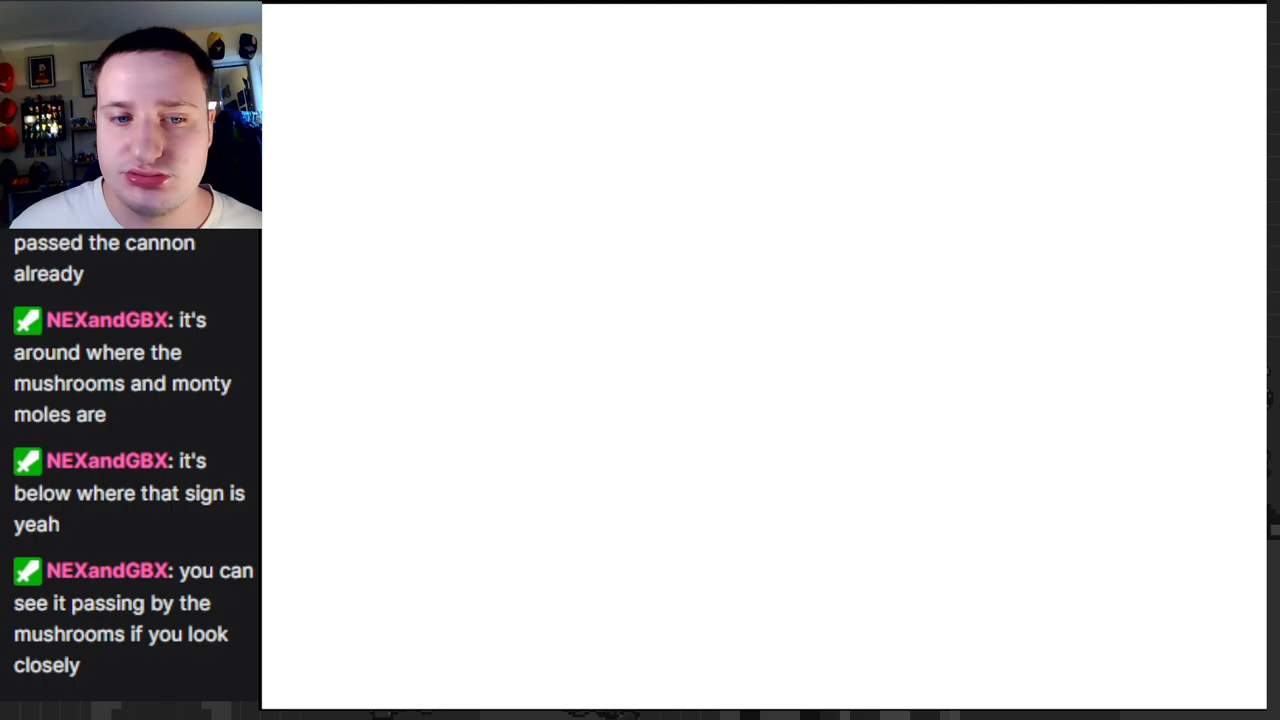 passed the cannon
already
NEXandGBX: it's
around where the
mushrooms and monty
moles are
NEXandGBX: it's
below where that sign is
yeah
NEXandGBX: you can
see it passing by the
mushrooms if you look
closely